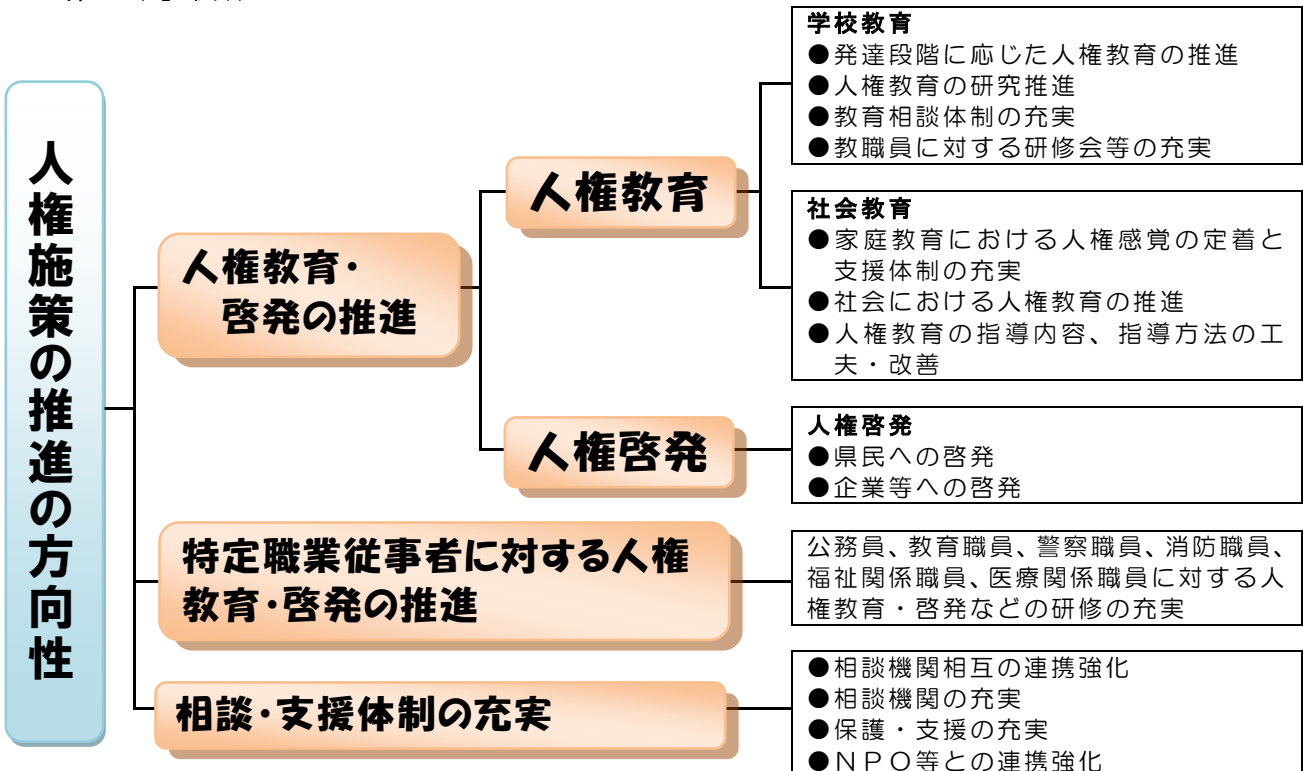 人権施策の推進の方向性
人権教育・
啓発の推進
人権教育
学校教育
●発達段階に応じた人権教育の推進
●人権教育の研究推進
●教育相談体制の充実
●教職員に対する研修会等の充実
社会教育
●家庭教育における人権感覚の定着と
支援体制の充実
●社会における人権教育の推進
●人権教育の指導内容、指導方法の工
夫・改善
人権啓発
人権啓発
●県民への啓発
●企業等への啓発
特定職業従事者に対する人権
教育・啓発の推進
公務員、教育職員、警察職員、消防職員、
福祉関係職員、医療関係職員に対する人
権教育・啓発などの研修の充実
相談・支援体制の充実
●相談機関相互の連携強化
●相談機関の充実
●保護・支援の充実
●ＮＰＯ等との連携強化